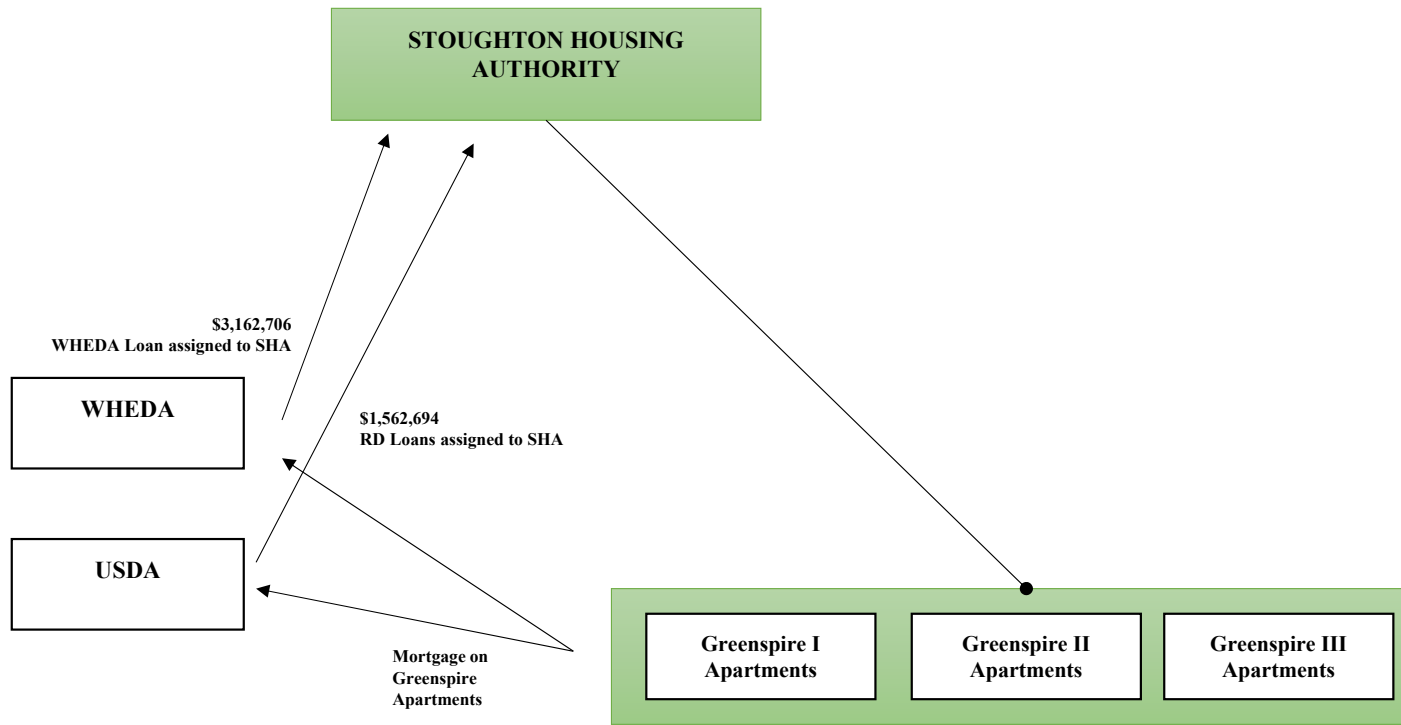 STOUGHTON HOUSING
AUTHORITY
$3,162,706
WHEDA Loan assigned to SHA
WHEDA
$1,562,694
RD Loans assigned to SHA
USDA
Mortgage on
Greenspire
Apartments
Greenspire I
Apartments
Greenspire II
Apartments
Greenspire III
Apartments